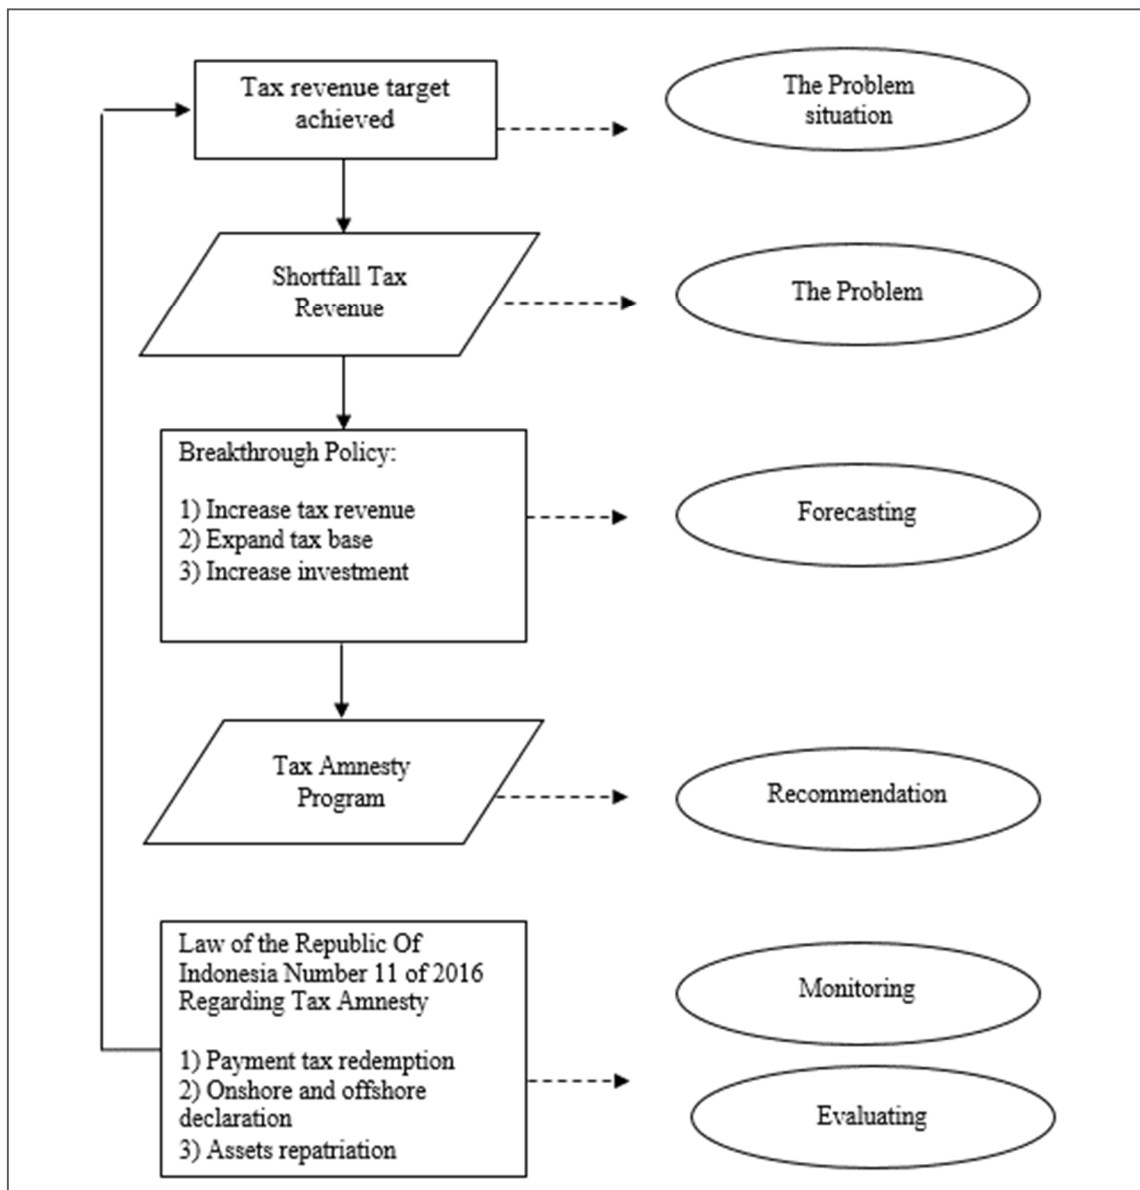 Tax revenue target
achieved
The Problem
situation
Shortfall Tax
Revenue
The Problem
Breakthrough Policy:
1) Increase tax revenue
2) Expand tax base
3) Increase investment
Forecasting
Tax Amnesty
Program
Recommendation
Law of the Republic Of
Indonesia Number 11 of 2016
Regarding Tax Amnesty
1) Payment tax redemption
2) Onshore and offshore
declaration
3) Assets repatriation
Monitoring
Evaluating